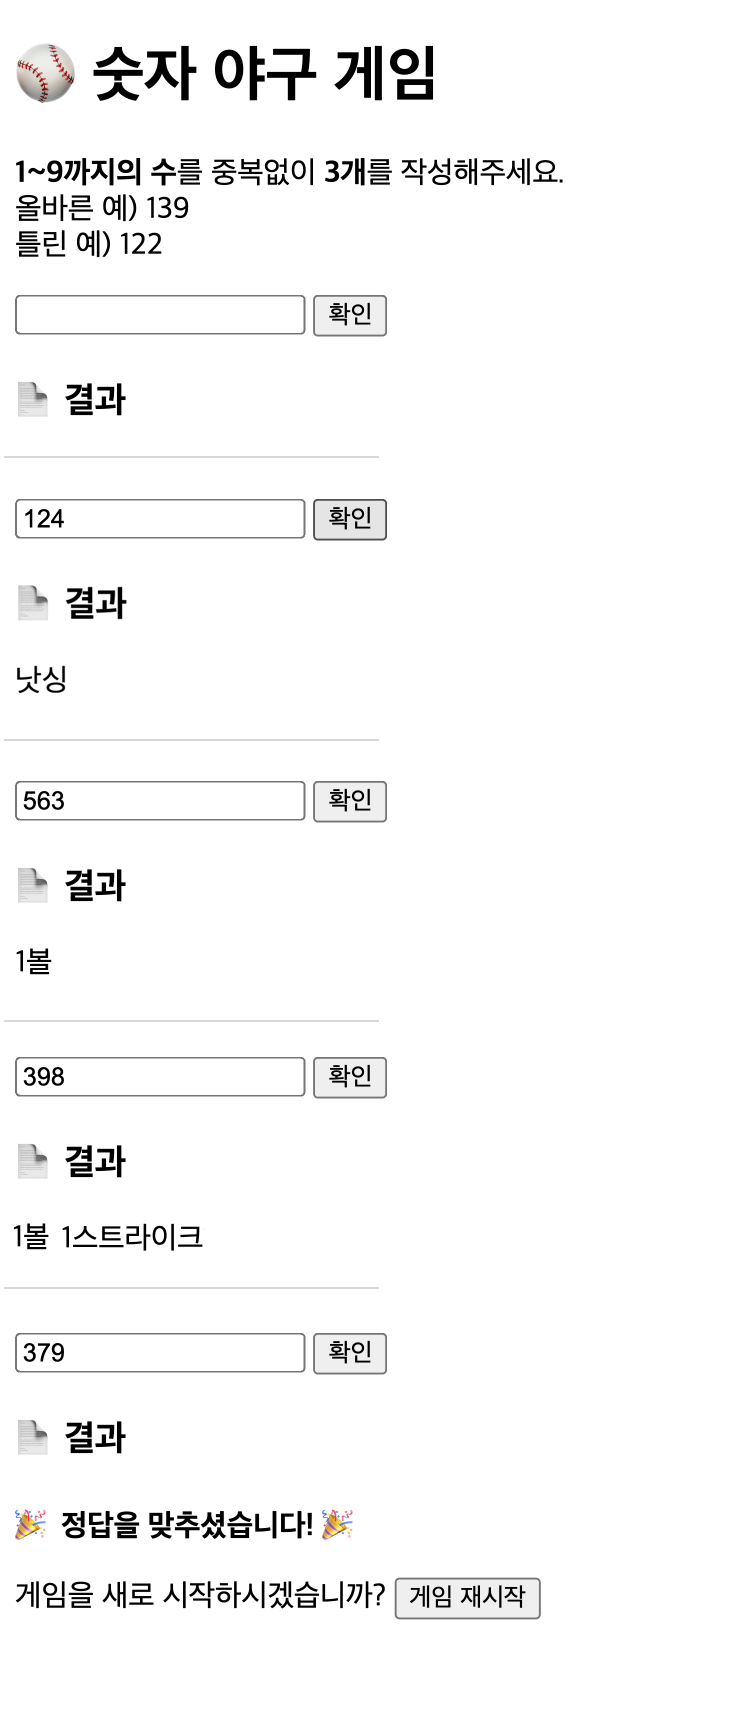 숫자 야구 게임
1~9까지의 수를 중복없이 3개를 작성해주세요.
올바른 예) 139
틀린 예) 122
확인
결과
124 확인
결과
낫싱
563 확인
결과
1볼
398 확인
결과
1볼 1스트라이크
379 확인
결과
정답을 맞추셨습니다!
게임을 새로 시작하시겠습니까? 게임 재시작